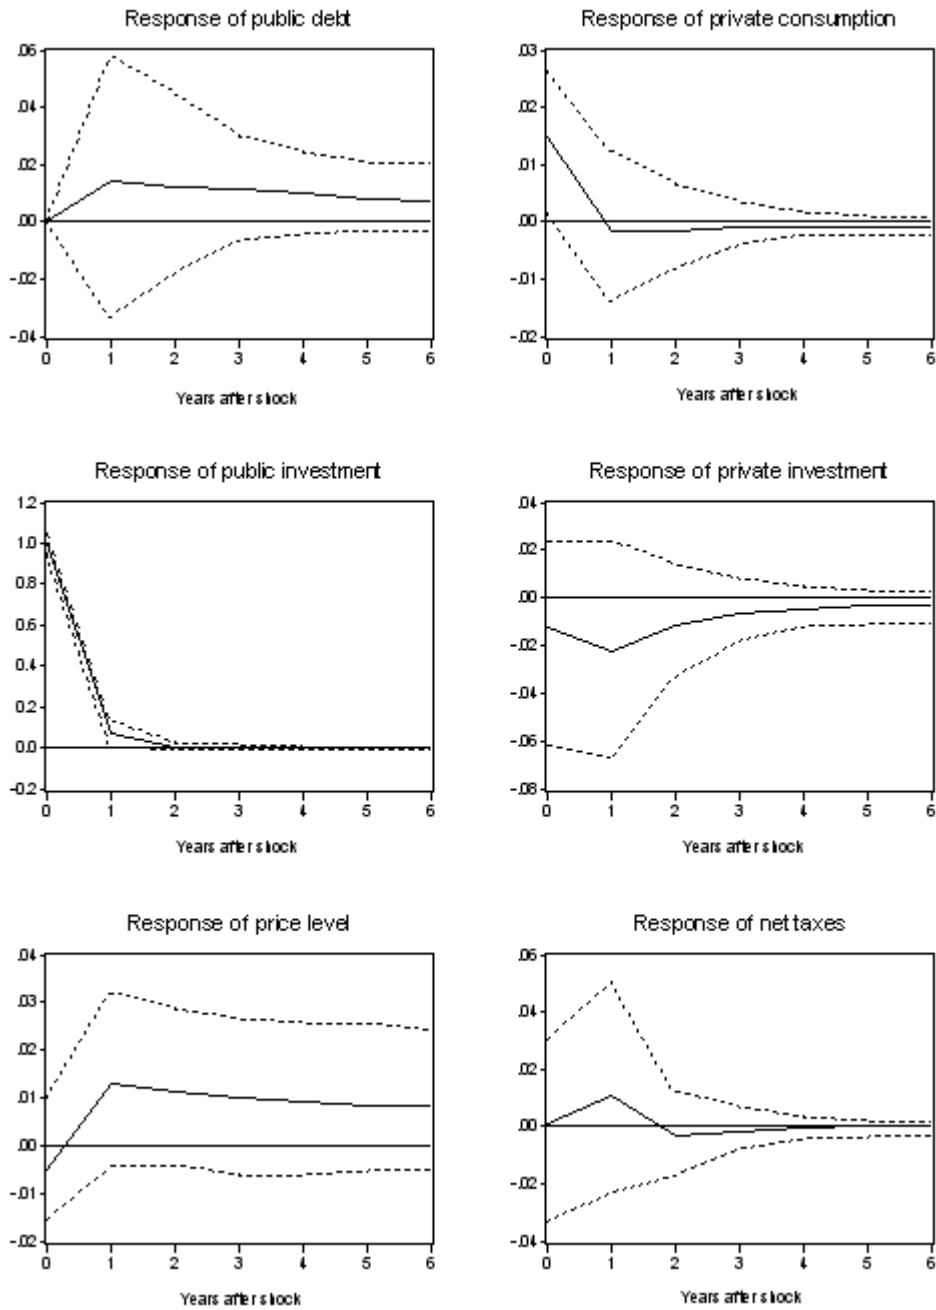 Response of public debt
.06
.04
.02
.00
-.02
-.04
0 1 2 3 4 5 6
Years after shock
Response of private consumption
.03
.02
.01
.00
-.01
-.02
0 1 2 3 4 5 6
Years after shock
Response of public investment
1.2
1.0
0.8
0.6
0.4
0.2
0.0
-0.2
0 1 2 3 4 5 6
Years after shock
Response of private investment
.04
.02
.00
-.02
-.04
-.06
-.08
0 1 2 3 4 5 6
Years after shock
Response of price level
.04
.03
.02
.01
.00
-.01
-.02
0 1 2 3 4 5 6
Years after shock
Response of net taxes
.06
.04
.02
.00
-.02
-.04
0 1 2 3 4 5 6
Years after shock